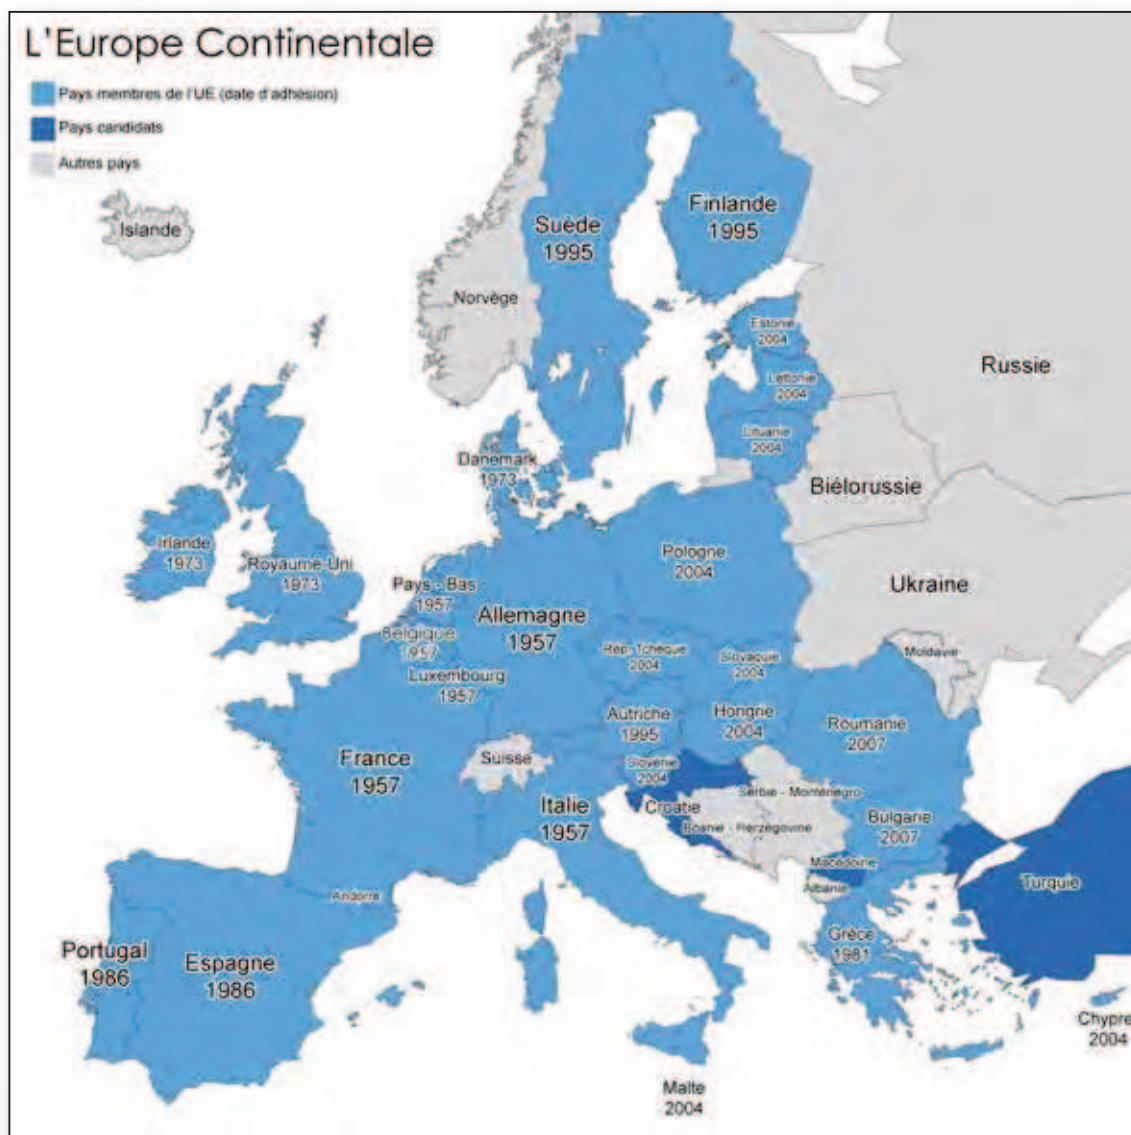 L'Europe Continentale
Pays membres de l'UE (date d'adhésion)
Pays candidats
Autres pays
Islande
Suède
1995
Finlande
1995
Norvège
Estonie
2004
Russie
Lettonie
2004
Lituanie
2004
Danemark
1973
Biélorussie
Irlande
1973
Royaume-Uni
1973
Pologne
2004
Pays - Bas
1957
Ukraine
Allemagne
1957
Belgique
1957
Rép. Tchèque
2004
Slovaquie
2004
Moldavie
Luxembourg
1957
Autriche
1995
Hongrie
2004
Roumanie
2007
France
1957
Suisse
Slovénie
2004
Serbie - Monténégro
Italie
1957
Croatie
Bosnie - Herzégovine
Bulgarie
2007
Macédoine
Albanie
Turquie
Andorre
Portugal
1986
Espagne
1986
Grèce
1981
Chypre
2004
Malte
2004